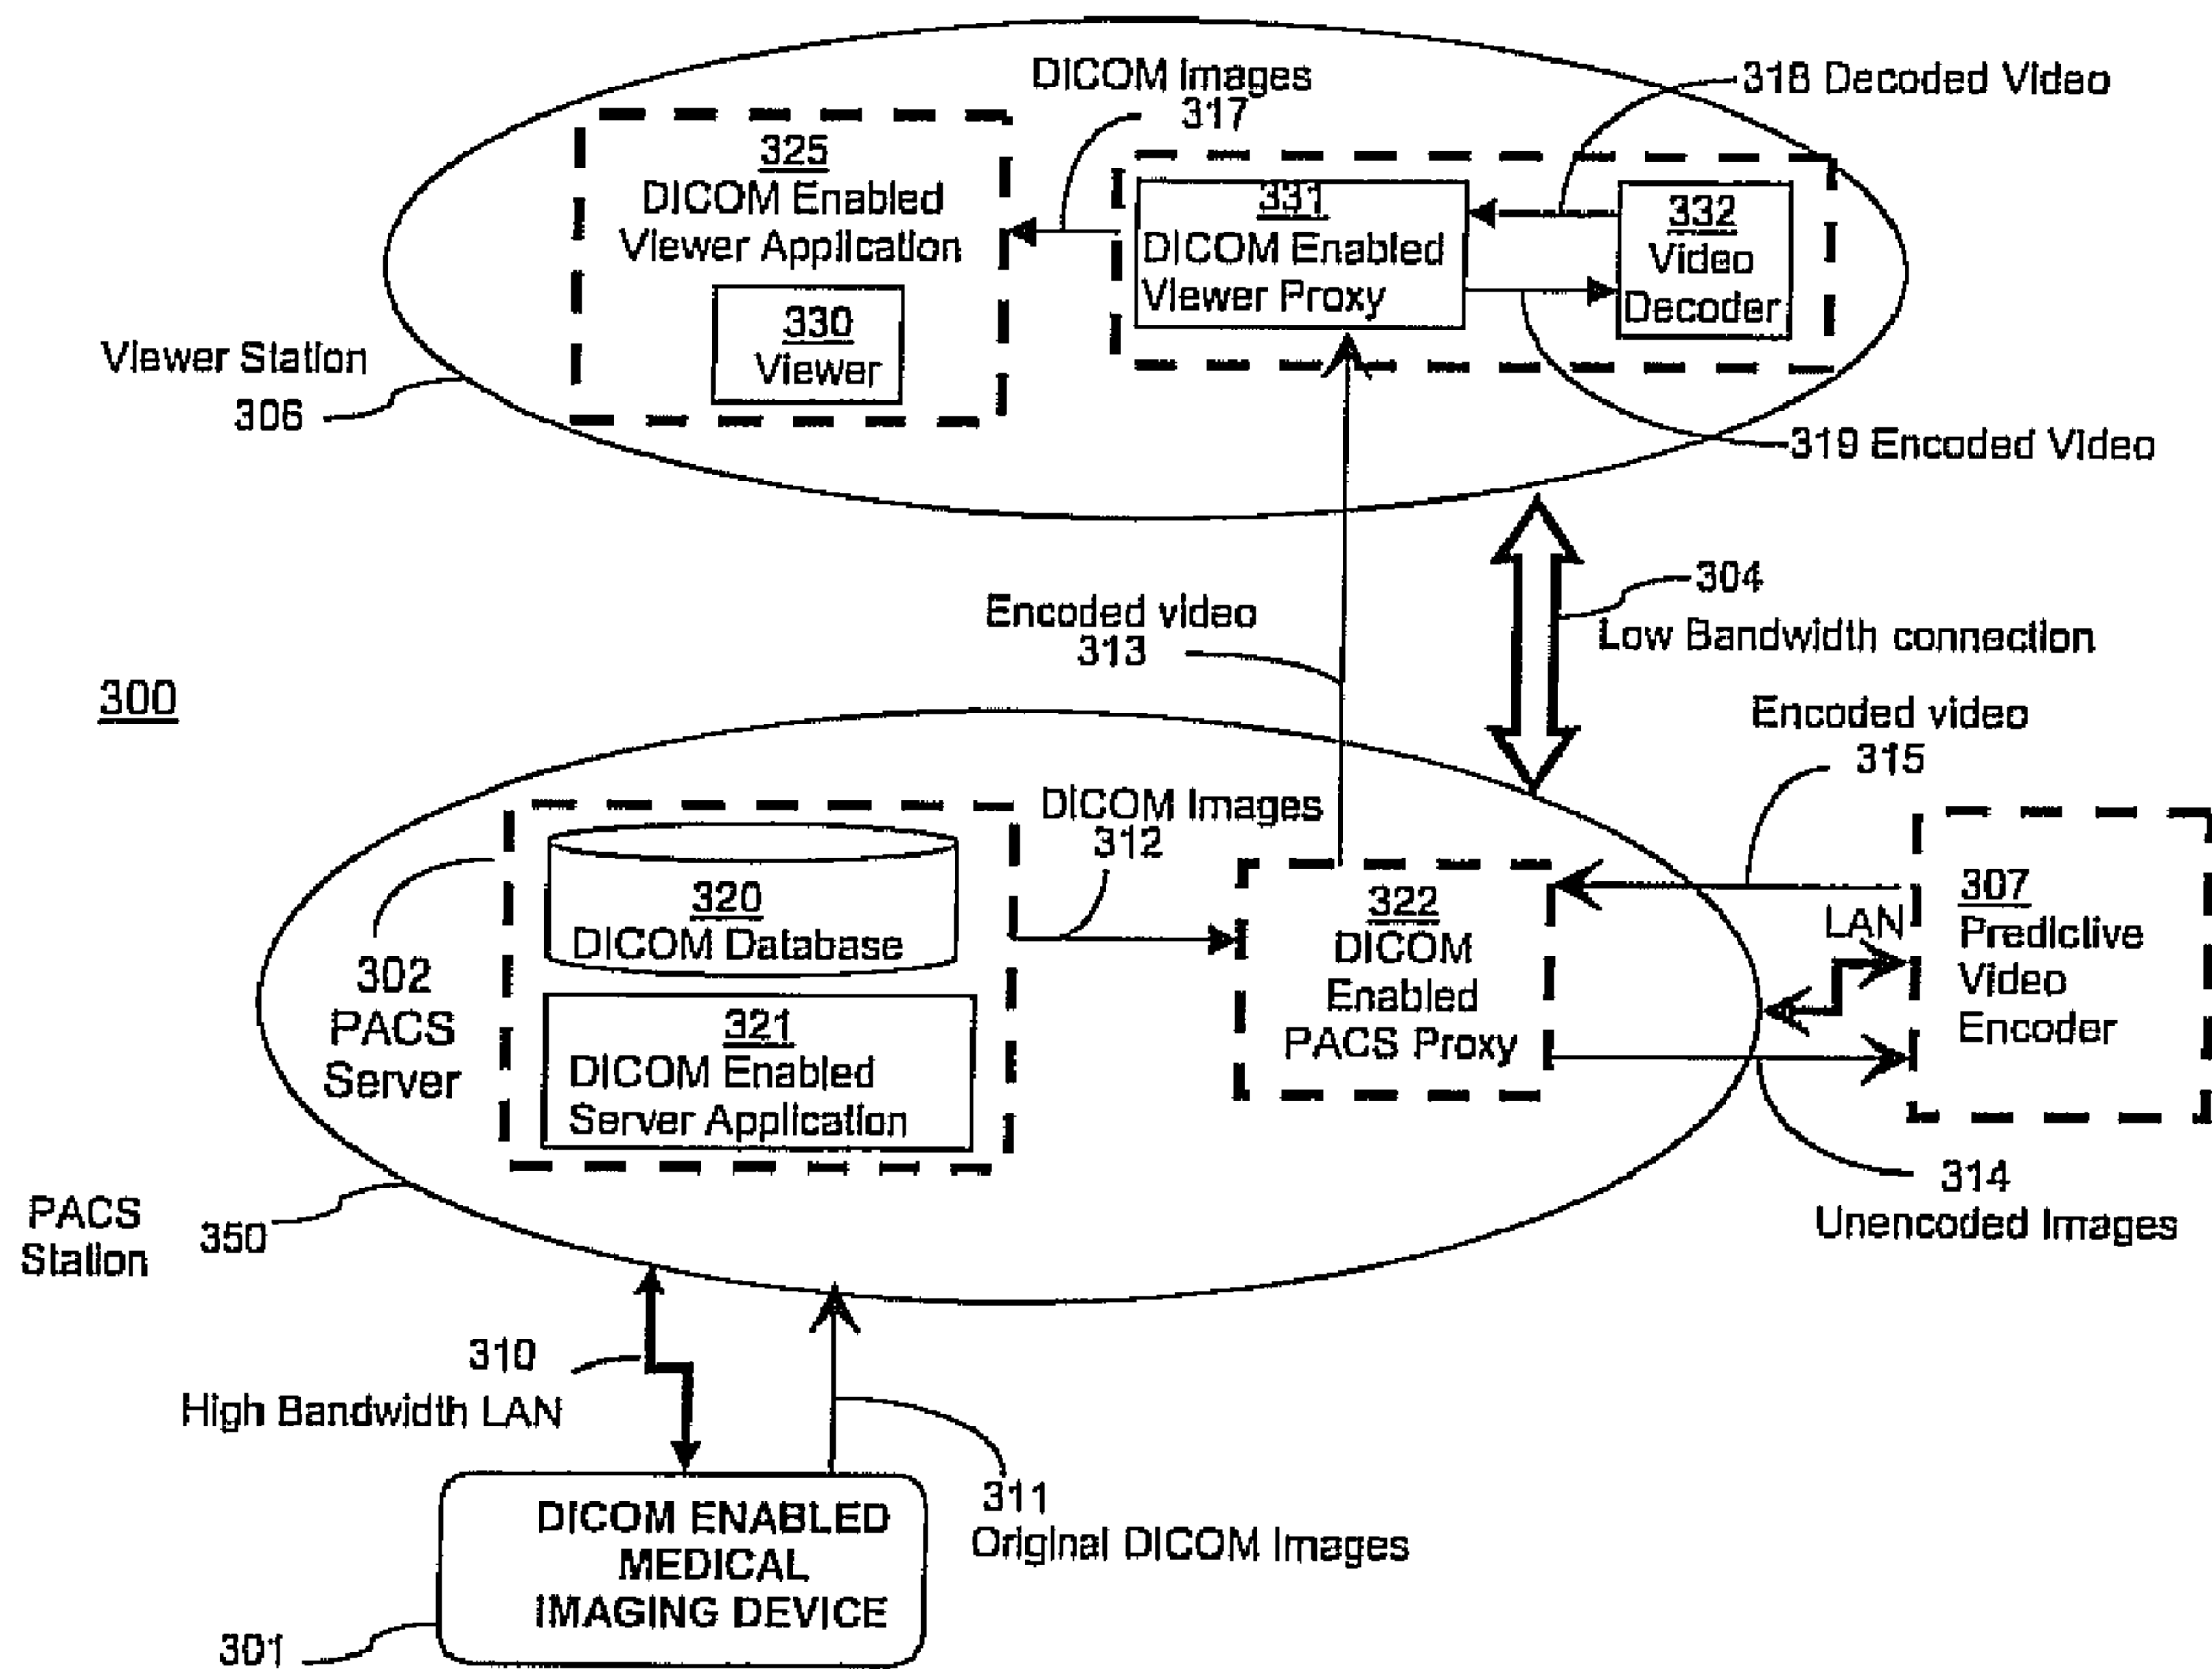 DICOM Images
317
318 Decoded Video
325
DICOM Enabled
Viewer Application
330
Viewer
331
DICOM Enabled
Viewer Proxy
332
Video
Decoder
Viewer Station
306
319 Encoded Video
304
Low Bandwidth connection
Encoded video
313
300
Encoded video
315
DICOM Images
312
302
PACS
Server
320
DICOM Database
321
DICOM Enabled
Server Application
322
DICOM
Enabled
PACS Proxy
LAN
307
Predictive
Video
Encoder
314
Unencoded Images
PACS
Station
350
310
High Bandwidth LAN
311
Original DICOM Images
DICOM ENABLED
MEDICAL
IMAGING DEVICE
301